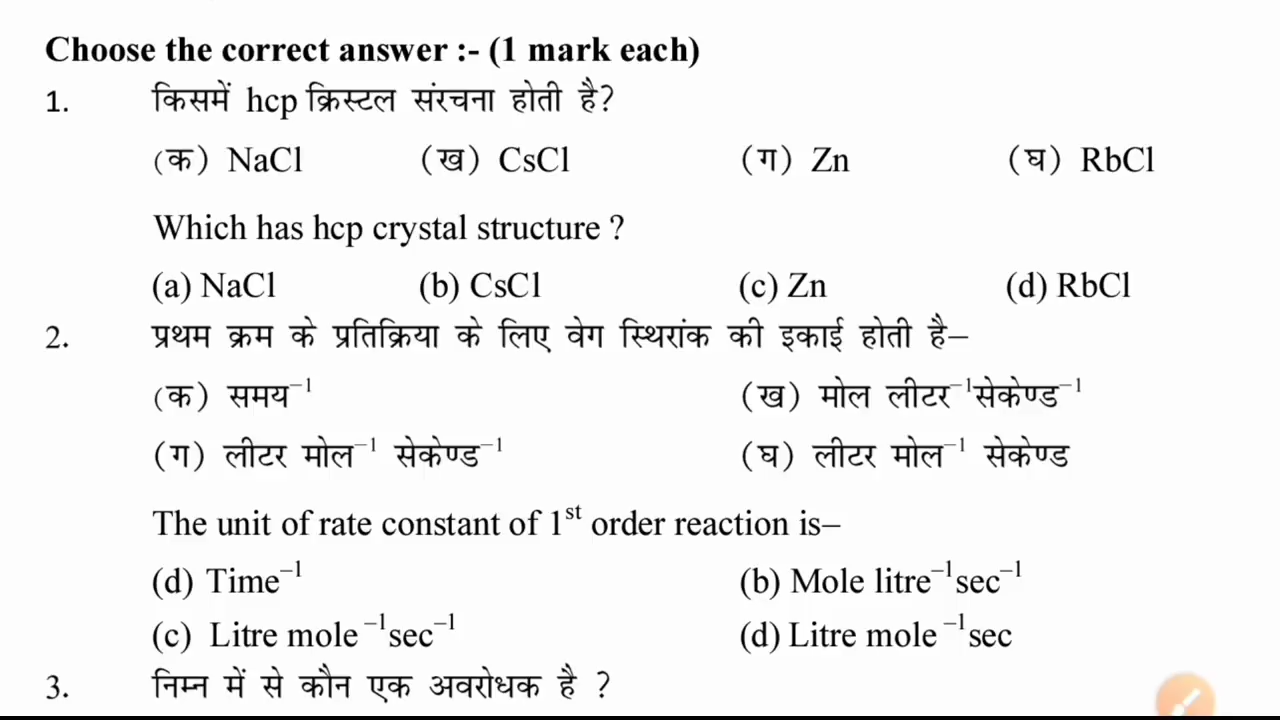 Choose the correct answer :- (1 mark each)
1. किसमें hcp क्रिस्टल संरचना होती है?
(क) NaCl (ख) CsCl (ग) Zn (घ) RbCl
Which has hcp crystal structure ?
(a) NaCl (b) CsCl (c) Zn (d) RbCl
2. प्रथम क्रम के प्रतिक्रिया के लिए वेग स्थिरांक की इकाई होती है–
(क) समय⁻¹ (ख) मोल लीटर⁻¹सेकेण्ड⁻¹
(ग) लीटर मोल⁻¹ सेकेण्ड⁻¹ (घ) लीटर मोल⁻¹ सेकेण्ड
The unit of rate constant of 1ˢᵗ order reaction is–
(d) Time⁻¹ (b) Mole litre⁻¹sec⁻¹
(c) Litre mole ⁻¹sec⁻¹ (d) Litre mole ⁻¹sec
3. निम्न में से कौन एक अवरोधक है ?